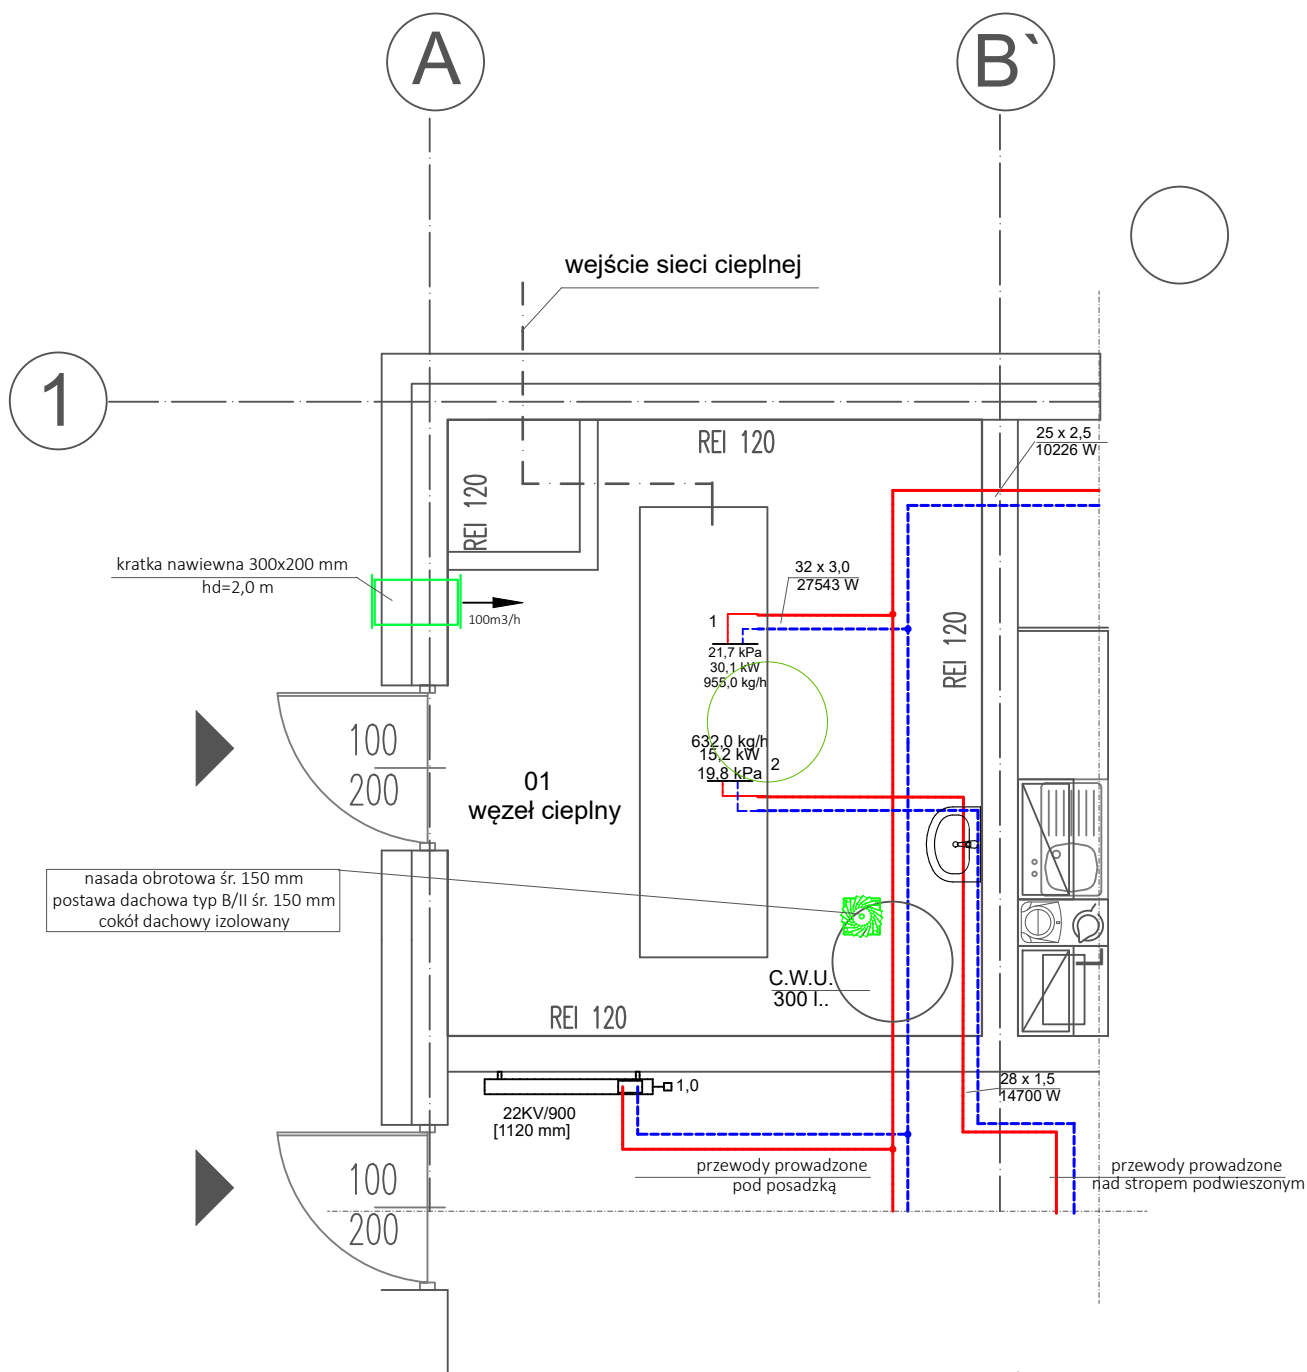 A
B`
wejście sieci cieplnej
1
25 x 2,5
10226 W
REI 120
REI 120
kratka nawiewna 300x200 mm
hd=2,0 m
100m3/h
32 x 3,0
27543 W
1
21,7 kPa
30,1 kW
955,0 kg/h
REI 120
632,0 kg/h
15,2 kW
19,8 kPa
2
100
200
01
węzeł cieplny
nasada obrotowa śr. 150 mm
postawa dachowa typ B/II śr. 150 mm
cokół dachowy izolowany
C.W.U.
300 l..
REI 120
1,0
22KV/900
[1120 mm]
28 x 1,5
14700 W
100
200
przewody prowadzone
pod posadzką
przewody prowadzone
nad stropem podwieszonym